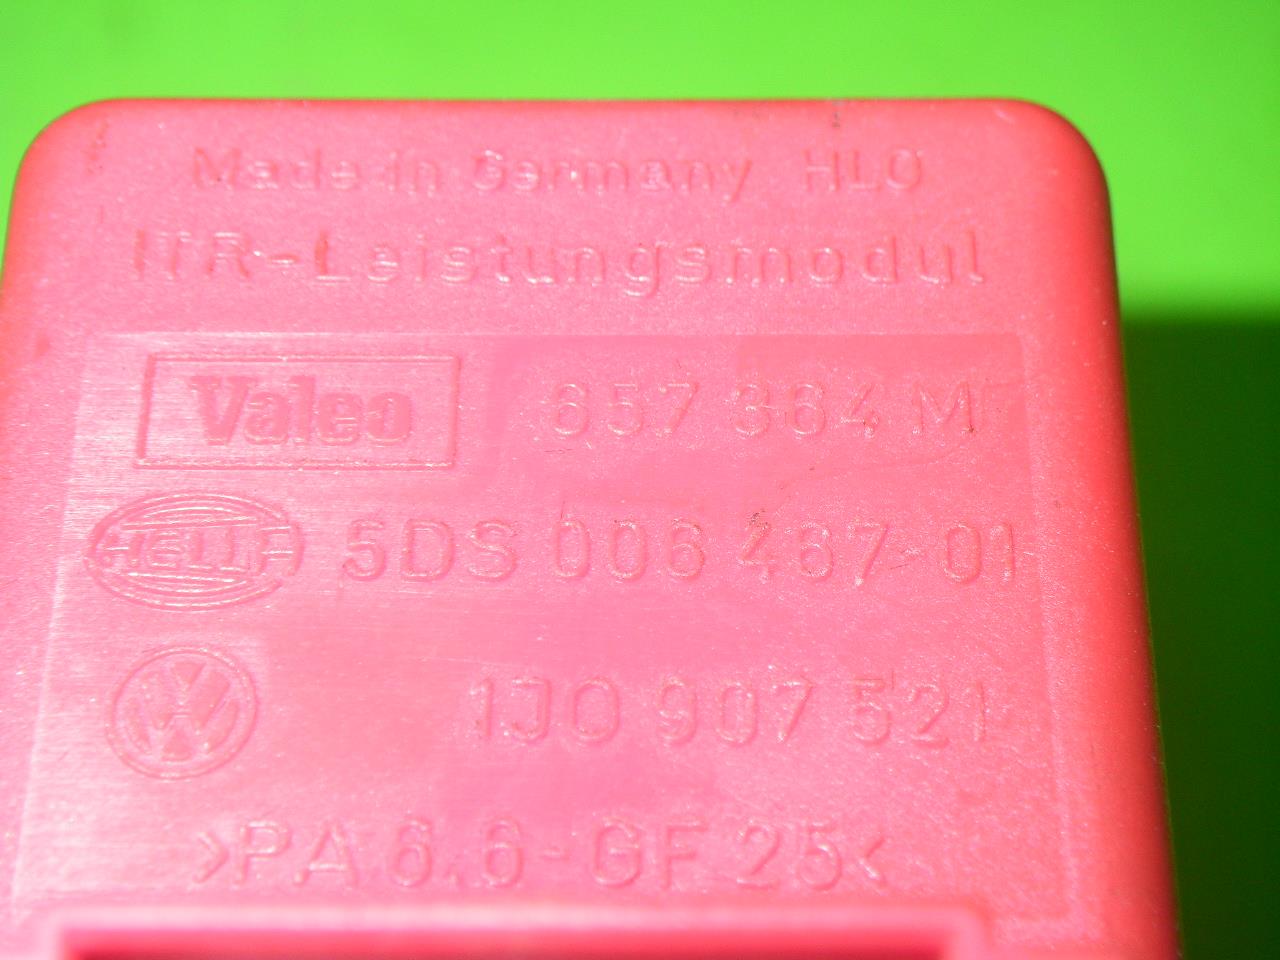 Made in Germany HLO
ITR-Leistungsmodul
Valeo 657 364 M
HELLA 5DS 006 467-01
1J0 907 521
>PA 6.6-GF 25<